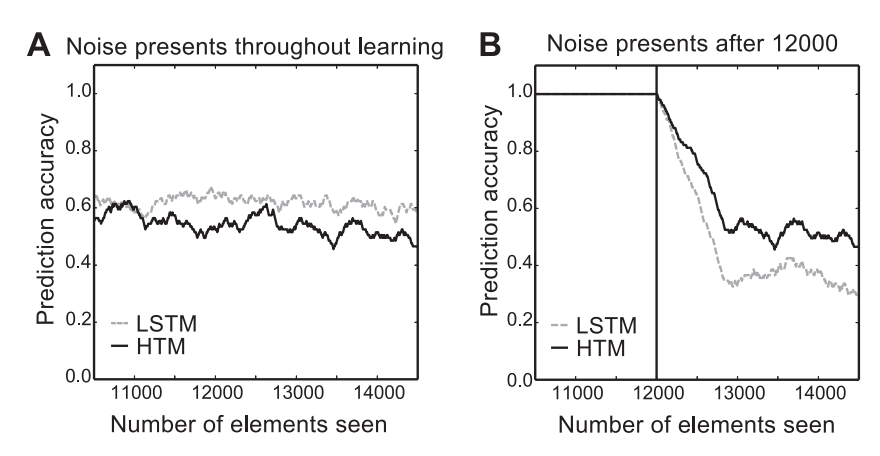 A Noise presents throughout learning
Prediction accuracy
1.0
0.8
0.6
0.4
0.2
0.0
LSTM
HTM
11000 12000 13000 14000
Number of elements seen
B Noise presents after 12000
Prediction accuracy
1.0
0.8
0.6
0.4
0.2
0.0
LSTM
HTM
11000 12000 13000 14000
Number of elements seen